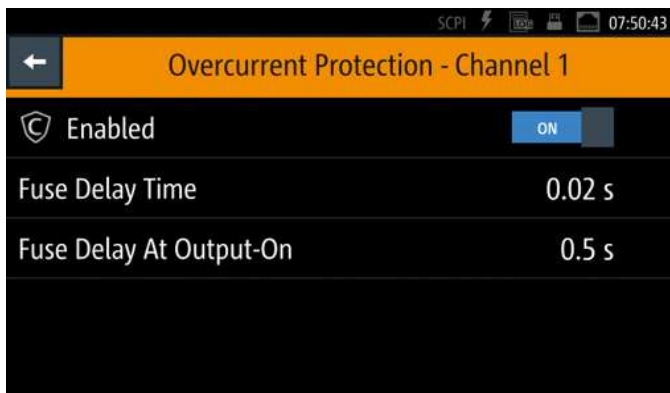 SCPI LOG 07:50:43
Overcurrent Protection - Channel 1
C Enabled ON
Fuse Delay Time 0.02 s
Fuse Delay At Output-On 0.5 s